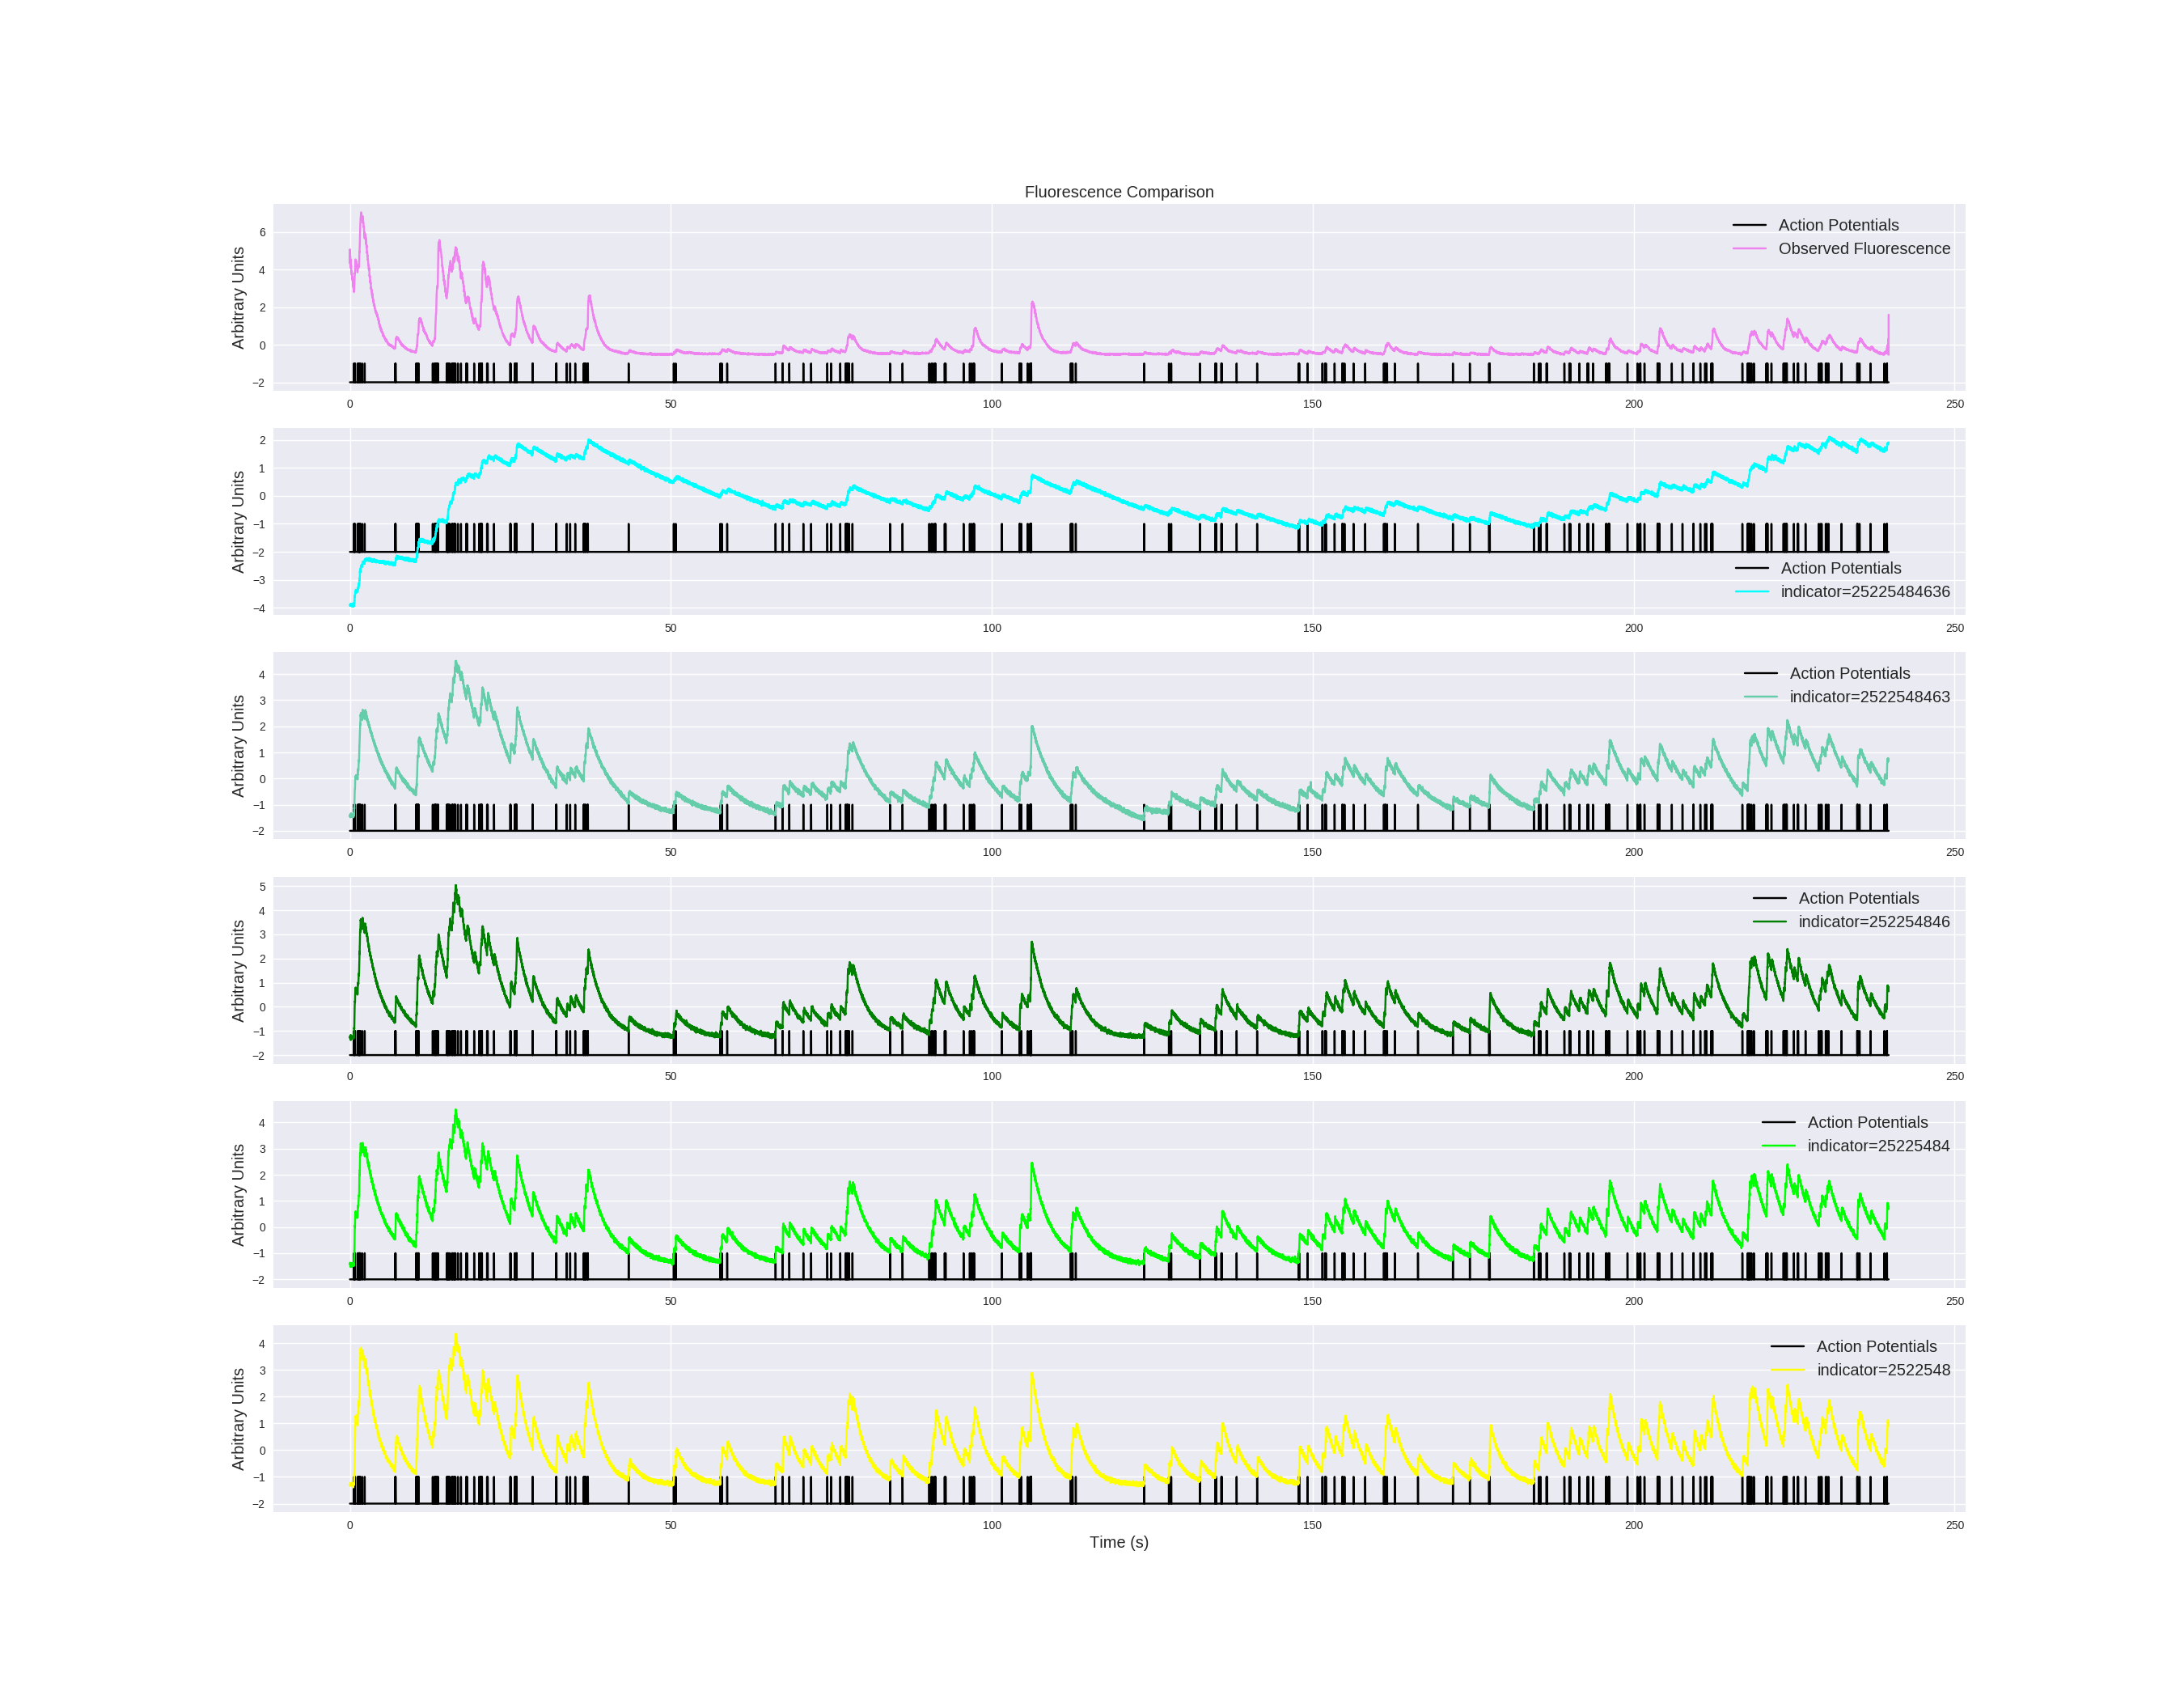 Fluorescence Comparison
Arbitrary Units
6
4
2
0
−2
0 50 100 150 200 250
Action Potentials
Observed Fluorescence
Arbitrary Units
2
1
0
−1
−2
−3
−4
0 50 100 150 200 250
Action Potentials
indicator=25225484636
Arbitrary Units
4
3
2
1
0
−1
−2
0 50 100 150 200 250
Action Potentials
indicator=2522548463
Arbitrary Units
5
4
3
2
1
0
−1
−2
0 50 100 150 200 250
Action Potentials
indicator=252254846
Arbitrary Units
4
3
2
1
0
−1
−2
0 50 100 150 200 250
Action Potentials
indicator=25225484
Arbitrary Units
4
3
2
1
0
−1
−2
0 50 100 150 200 250
Action Potentials
indicator=2522548
Time (s)